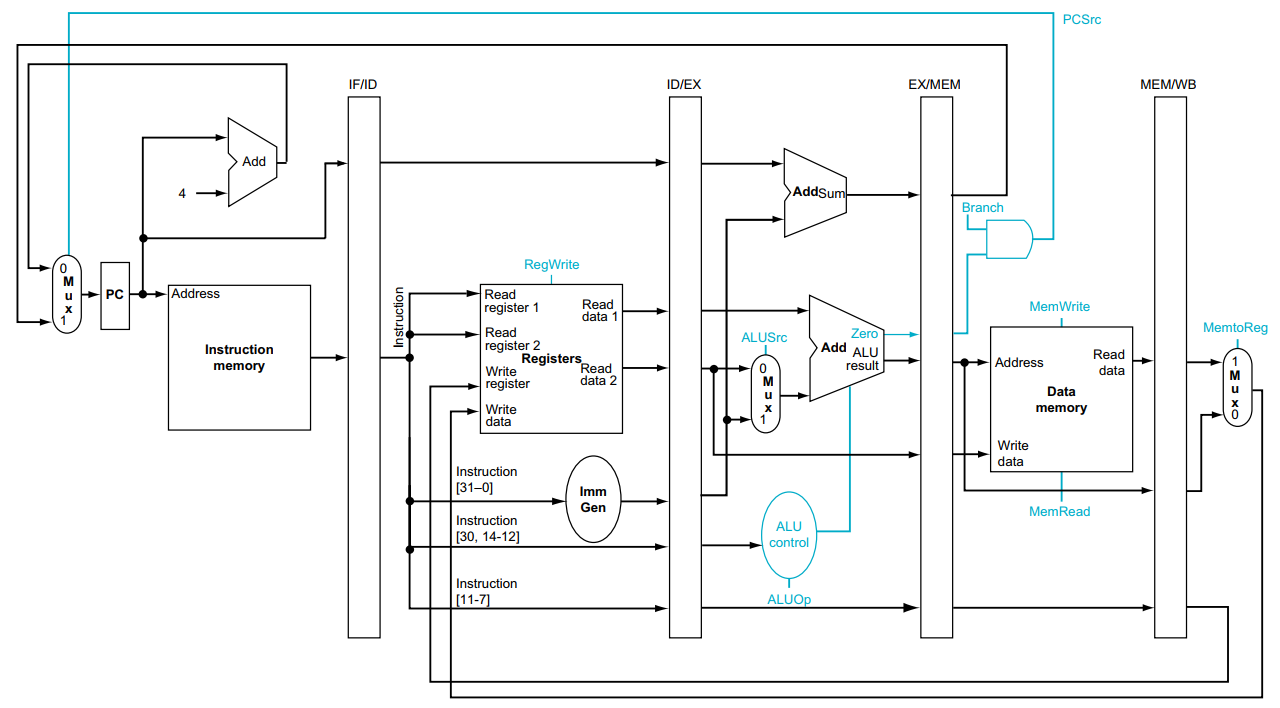 PCSrc
IF/ID
ID/EX
EX/MEM
MEM/WB
Add
4
Add Sum
Branch
RegWrite
0
M
u
x
1
PC
Address
Instruction
memory
Instruction
Read
register 1
Read
register 2
Registers
Write
register
Write
data
Read
data 1
Read
data 2
ALUSrc
0
M
u
x
1
Add
Zero
ALU
result
MemWrite
Address
Read
data
Data
memory
Write
data
MemRead
MemtoReg
1
M
u
x
0
Instruction
[31–0]
Imm
Gen
Instruction
[30, 14-12]
ALU
control
Instruction
[11-7]
ALUOp